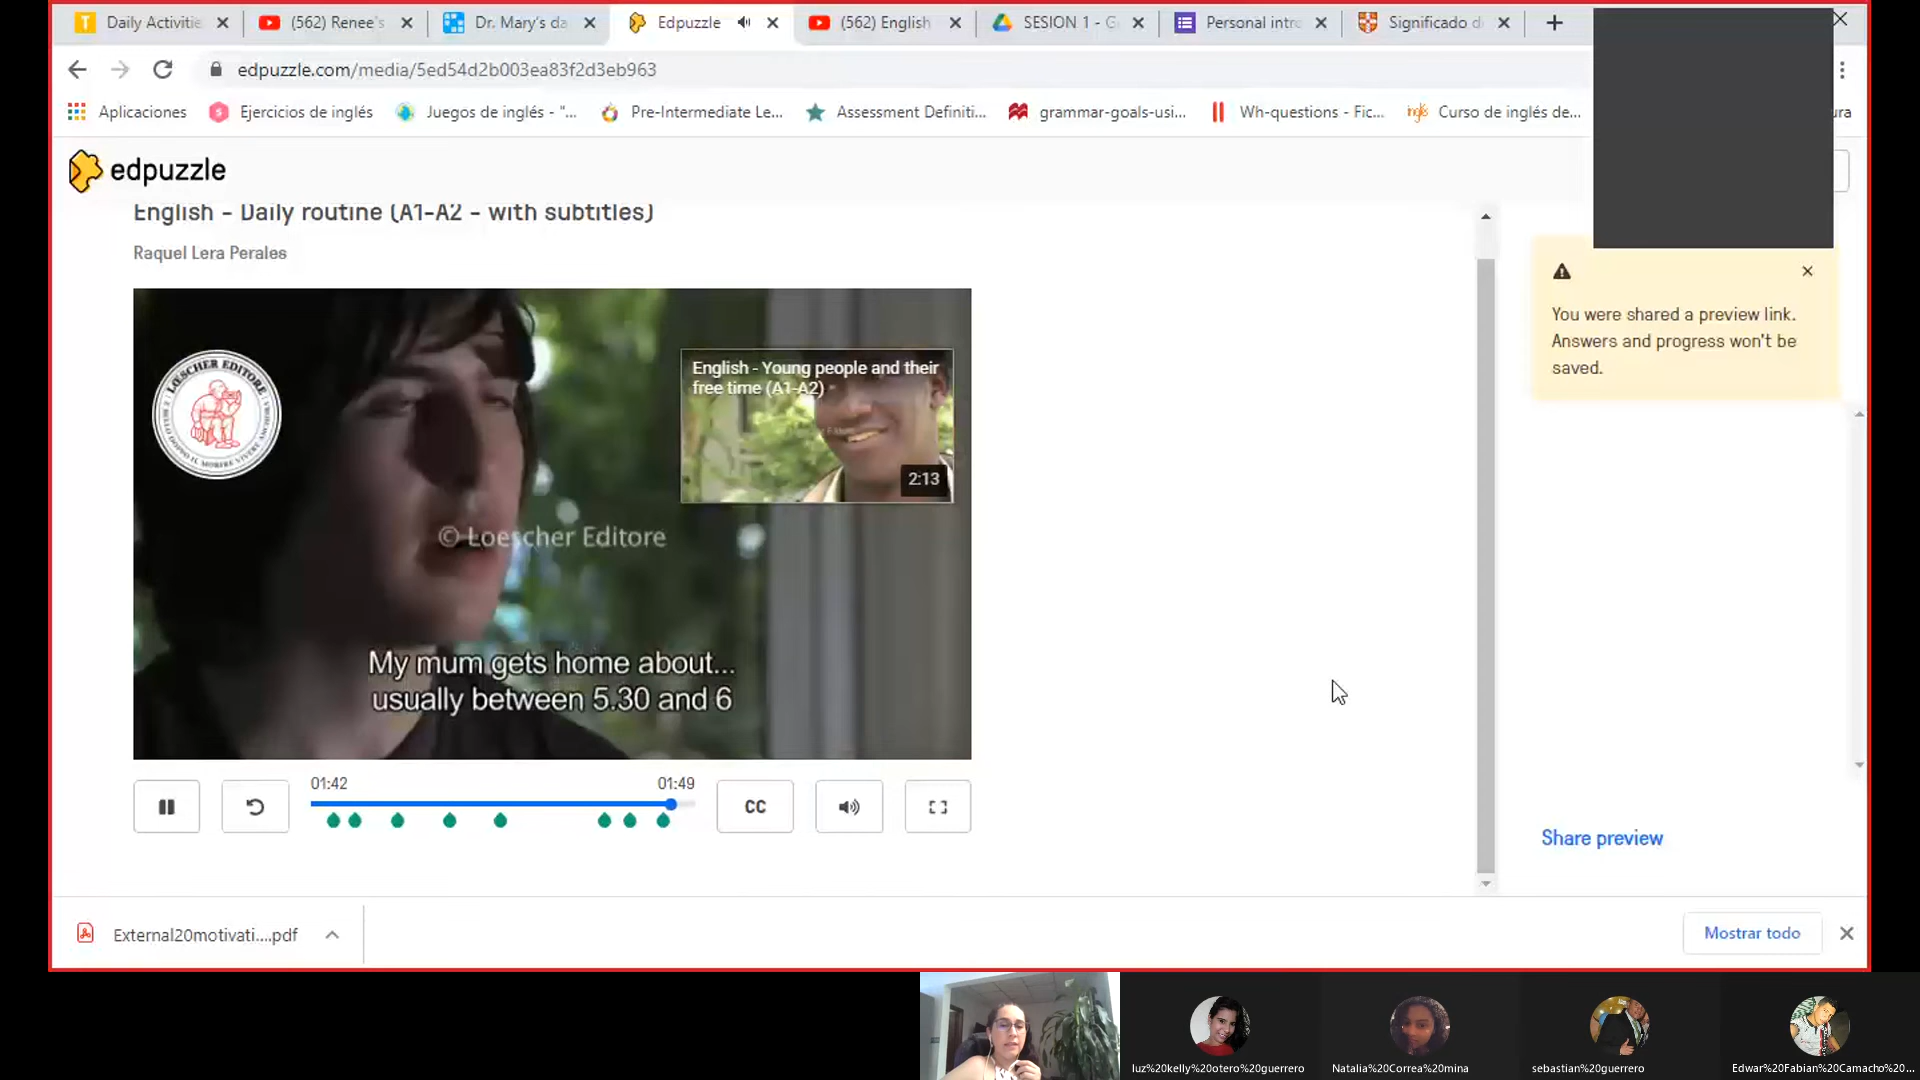 Daily Activitie
(562) Renee's
Dr. Mary's da
Edpuzzle
(562) English
SESION 1 - G
Personal intro
Significado d
edpuzzle.com/media/5ed54d2b003ea83f2d3eb963
Aplicaciones
Ejercicios de inglés
Juegos de inglés - "...
Pre-Intermediate Le...
Assessment Definiti...
grammar-goals-usi...
Wh-questions - Fic...
Curso de inglés de...
ura
edpuzzle
English - Daily routine (A1-A2 - with subtitles)
Raquel Lera Perales
LŒSCHER EDITORE
English - Young people and their
free time (A1-A2)
2:13
© Loescher Editore
My mum gets home about...
usually between 5.30 and 6
You were shared a preview link.
Answers and progress won't be
saved.
01:42
01:49
CC
Share preview
External20motivati....pdf
Mostrar todo
luz%20kelly%20otero%20guerrero
Natalia%20Correa%20mina
sebastian%20guerrero
Edwar%20Fabian%20Camacho%20...